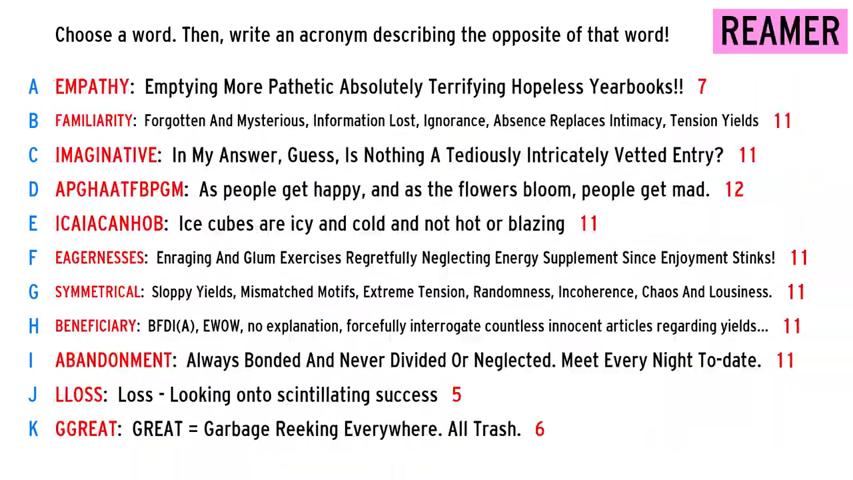 Choose a word. Then, write an acronym describing the opposite of that word!
REAMER
A EMPATHY: Emptying More Pathetic Absolutely Terrifying Hopeless Yearbooks!! 7
B FAMILIARITY: Forgotten And Mysterious, Information Lost, Ignorance, Absence Replaces Intimacy, Tension Yields 11
C IMAGINATIVE: In My Answer, Guess, Is Nothing A Tediously Intricately Vetted Entry? 11
D APGHAATFBPGM: As people get happy, and as the flowers bloom, people get mad. 12
E ICAIACANHOB: Ice cubes are icy and cold and not hot or blazing 11
F EAGERNESSES: Enraging And Glum Exercises Regretfully Neglecting Energy Supplement Since Enjoyment Stinks! 11
G SYMMETRICAL: Sloppy Yields, Mismatched Motifs, Extreme Tension, Randomness, Incoherence, Chaos And Lousiness. 11
H BENEFICIARY: BFDI(A), EWOW, no explanation, forcefully interrogate countless innocent articles regarding yields... 11
I ABANDONMENT: Always Bonded And Never Divided Or Neglected. Meet Every Night To-date. 11
J LLOSS: Loss - Looking onto scintillating success 5
K GGREAT: GREAT = Garbage Reeking Everywhere. All Trash. 6